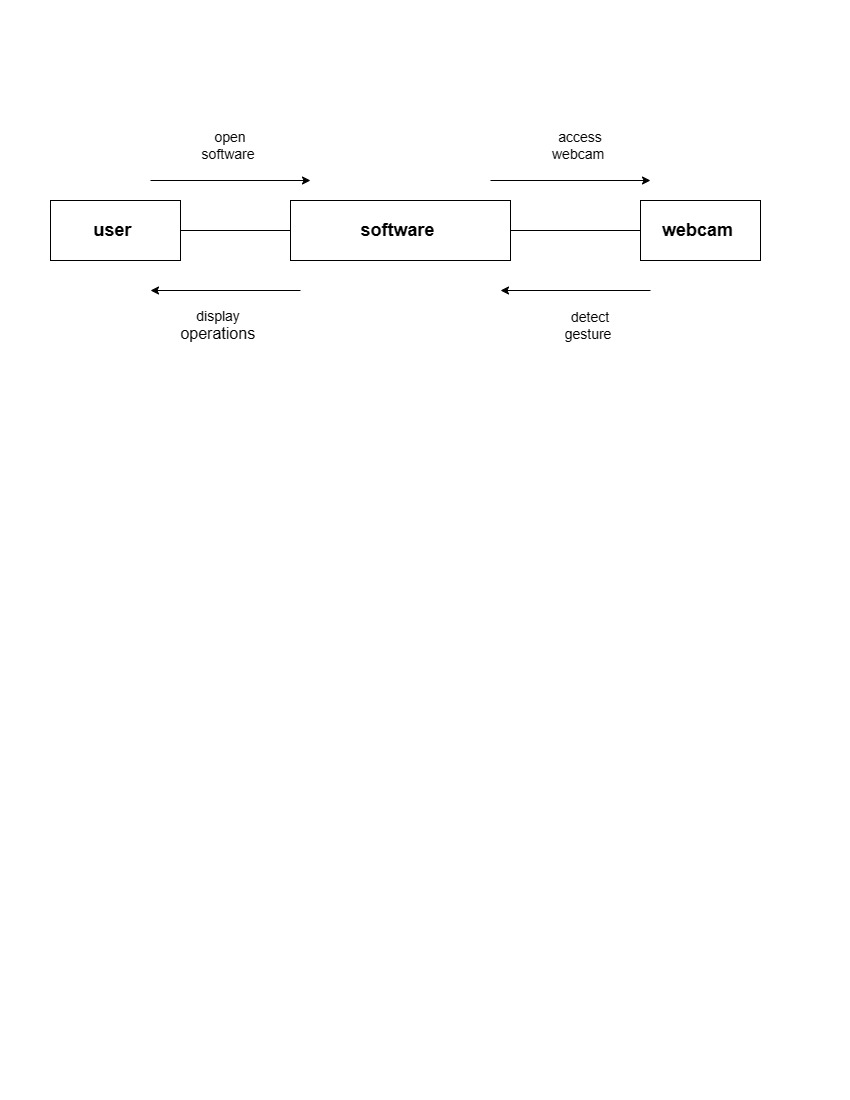 open
software
access
webcam
user
software
webcam
display
operations
detect
gesture